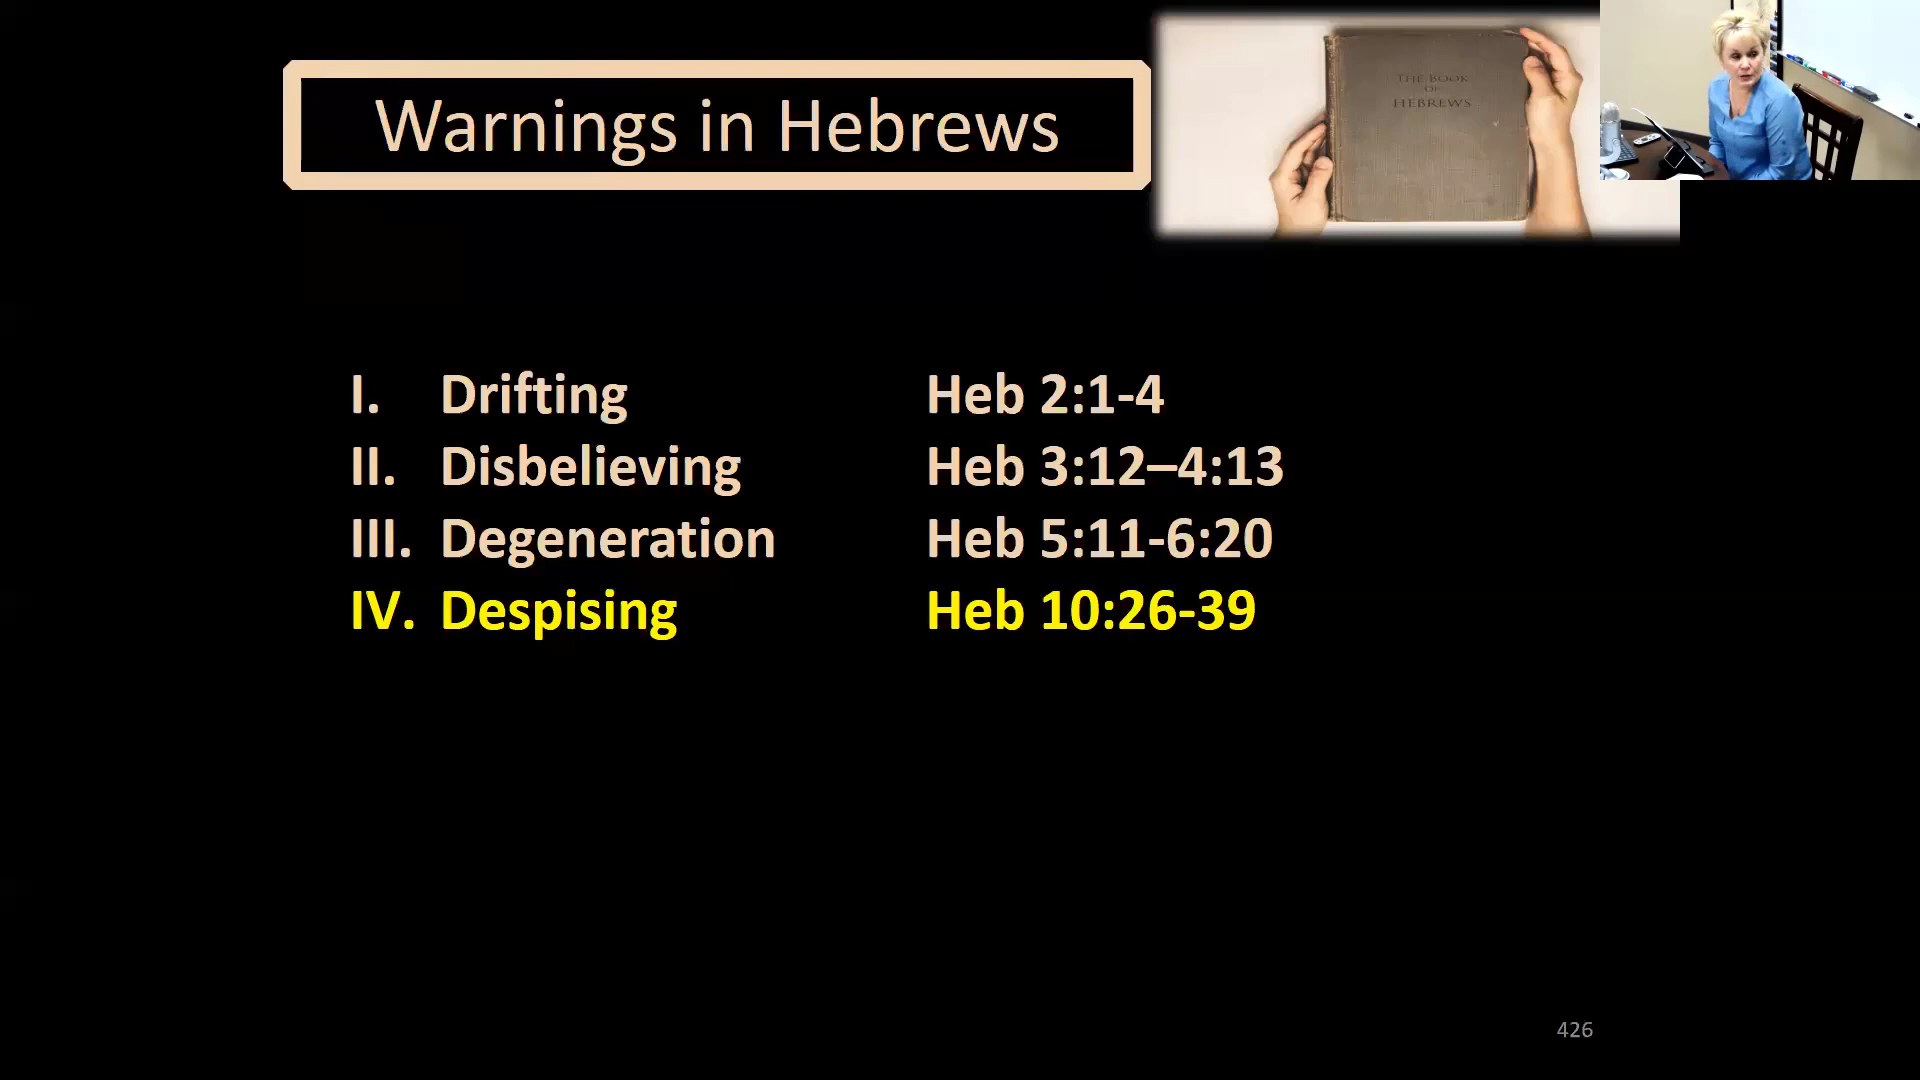 Warnings in Hebrews
THE BOOK
OF
HEBREWS
I. Drifting Heb 2:1-4
II. Disbelieving Heb 3:12–4:13
III. Degeneration Heb 5:11-6:20
IV. Despising Heb 10:26-39
426